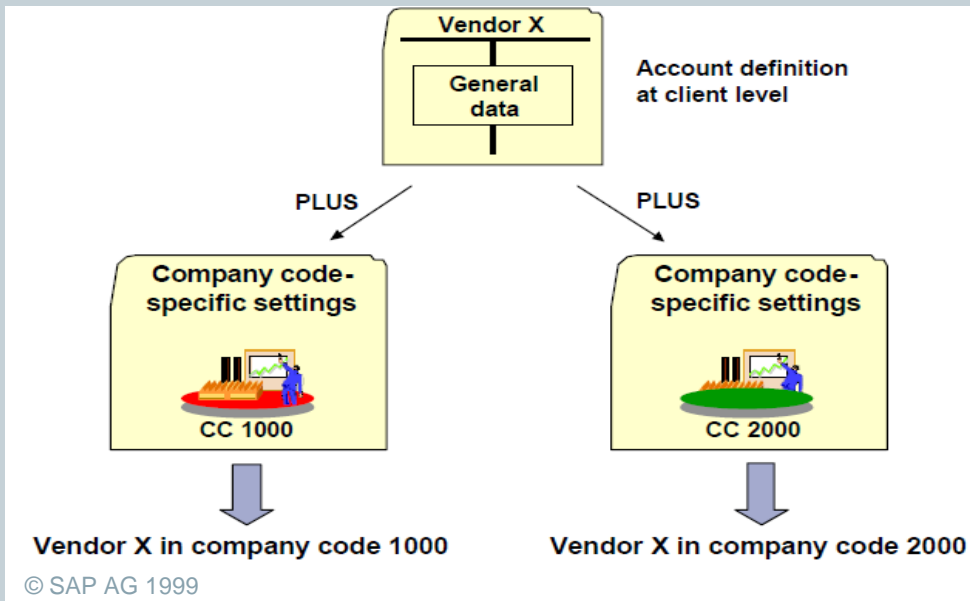 Vendor X
General
data
Account definition
at client level
PLUS
PLUS
Company code-
specific settings
CC 1000
Company code-
specific settings
CC 2000
Vendor X in company code 1000
Vendor X in company code 2000
© SAP AG 1999